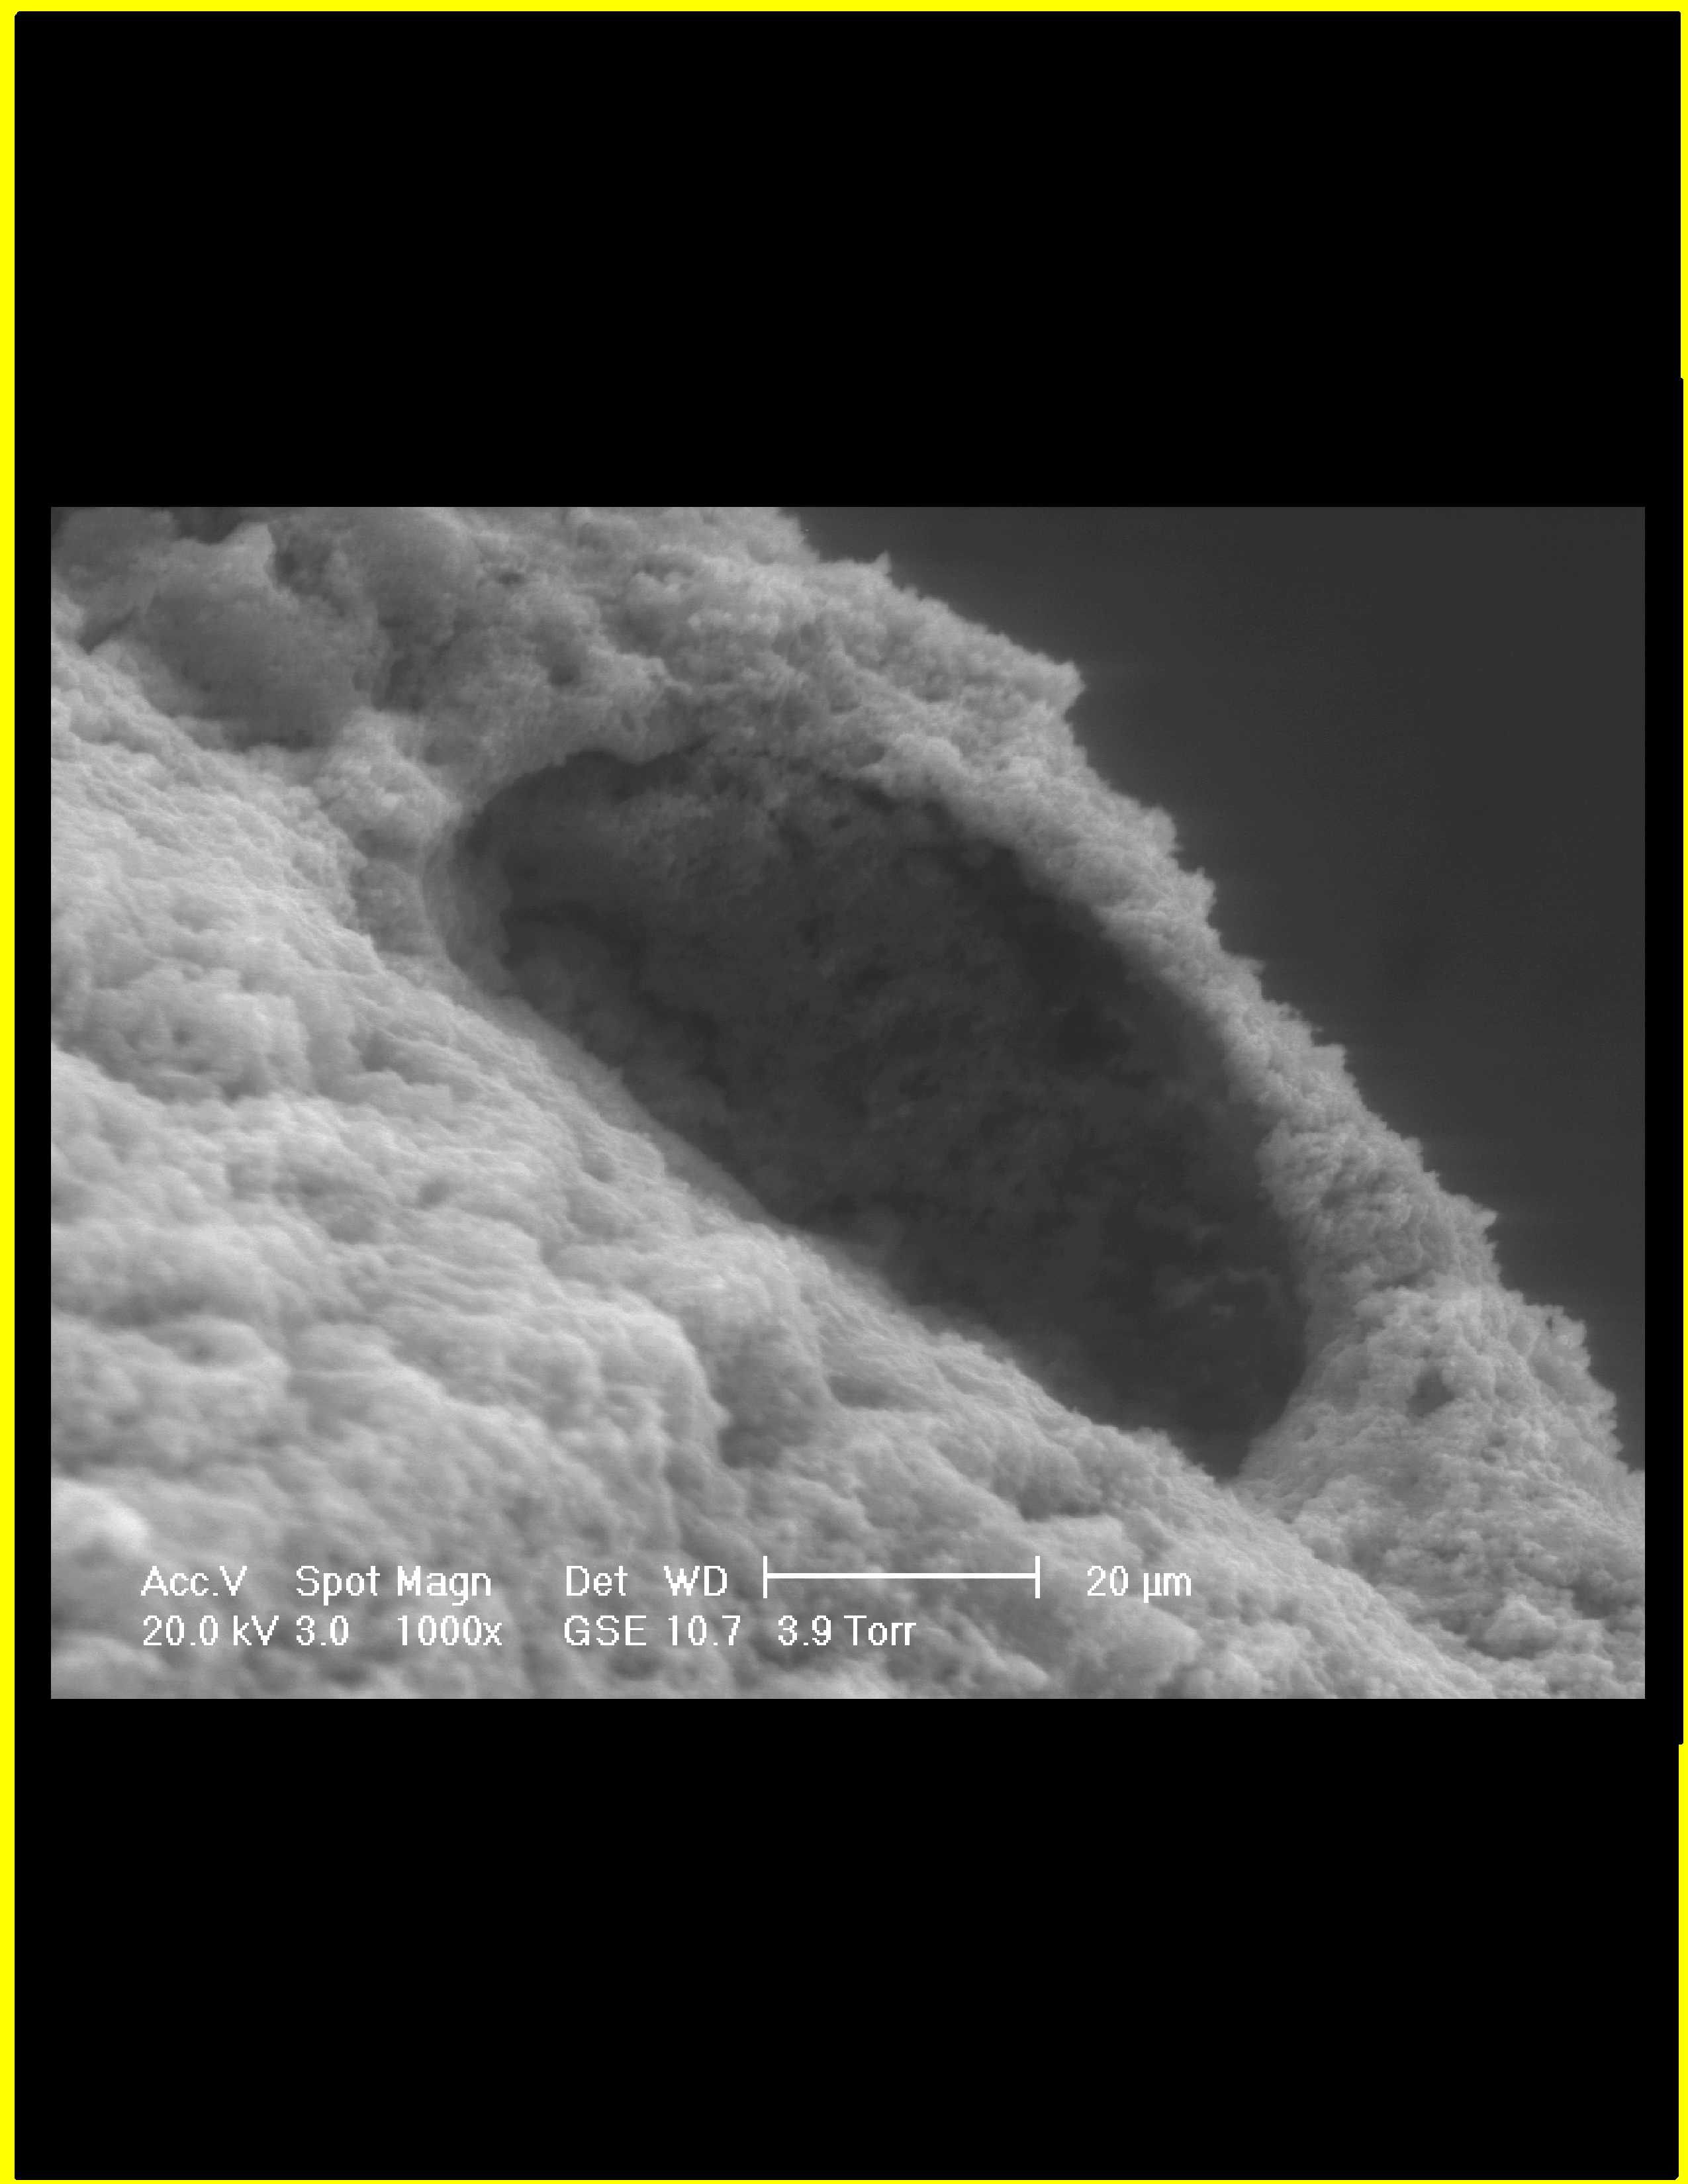 Acc.V Spot Magn Det WD 20 µm
20.0 kV 3.0 1000x GSE 10.7 3.9 Torr